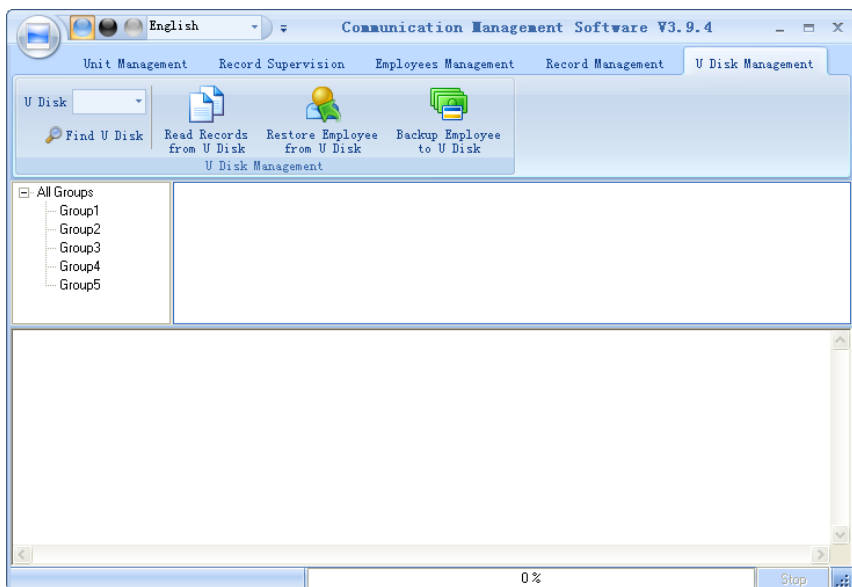 English
Communication Management Software V3.9.4
Unit Management
Record Supervision
Employees Management
Record Management
U Disk Management
U Disk
Find U Disk
Read Records
from U Disk
Restore Employee
from U Disk
Backup Employee
to U Disk
U Disk Management
All Groups
Group1
Group2
Group3
Group4
Group5
0 %
Stop